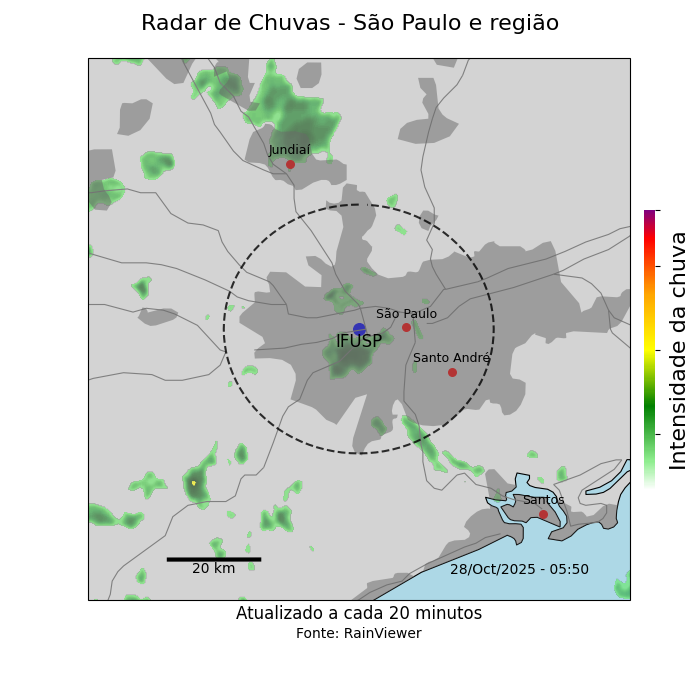 Radar de Chuvas - São Paulo e região
Jundiaí
São Paulo
IFUSP
Santo André
Santos
20 km
28/Oct/2025 - 05:50
Intensidade da chuva
Atualizado a cada 20 minutos
Fonte: RainViewer